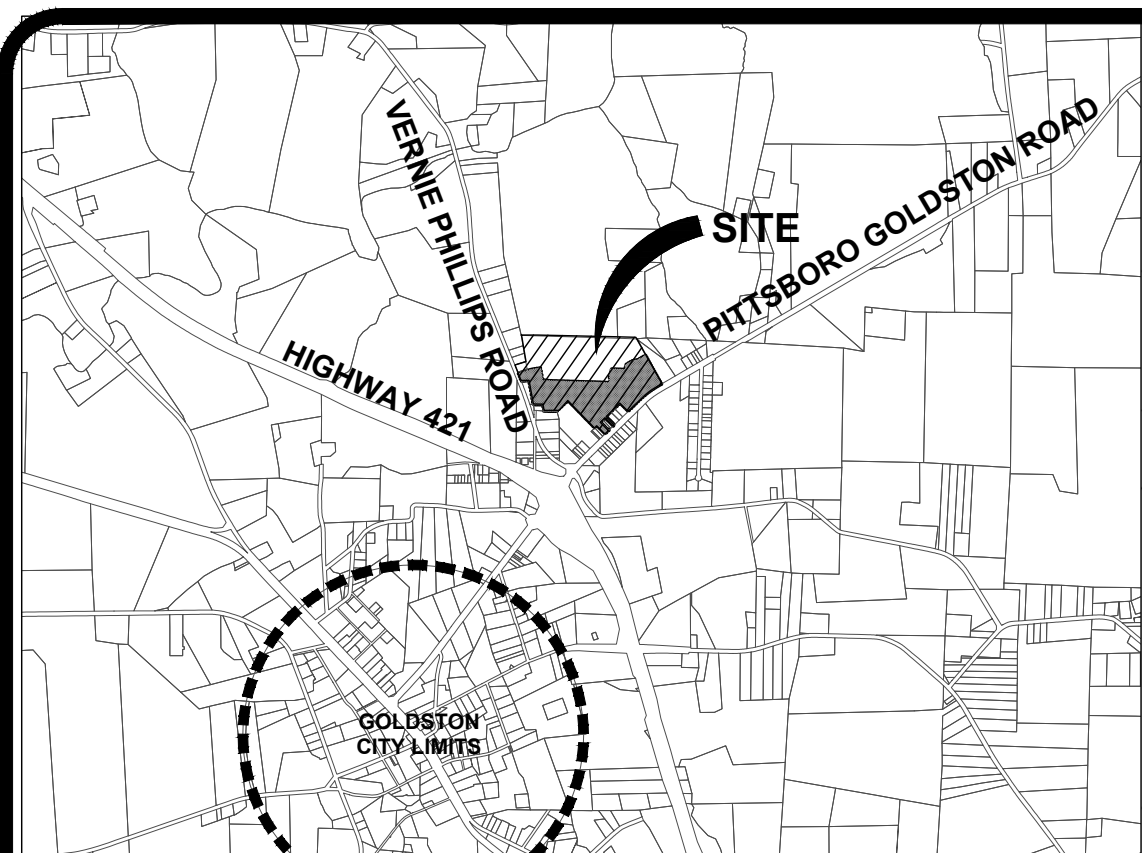 VERNIE PHILLIPS ROAD
PITTSBORO GOLDSTON ROAD
SITE
HIGHWAY 421
GOLDSTON
CITY LIMITS